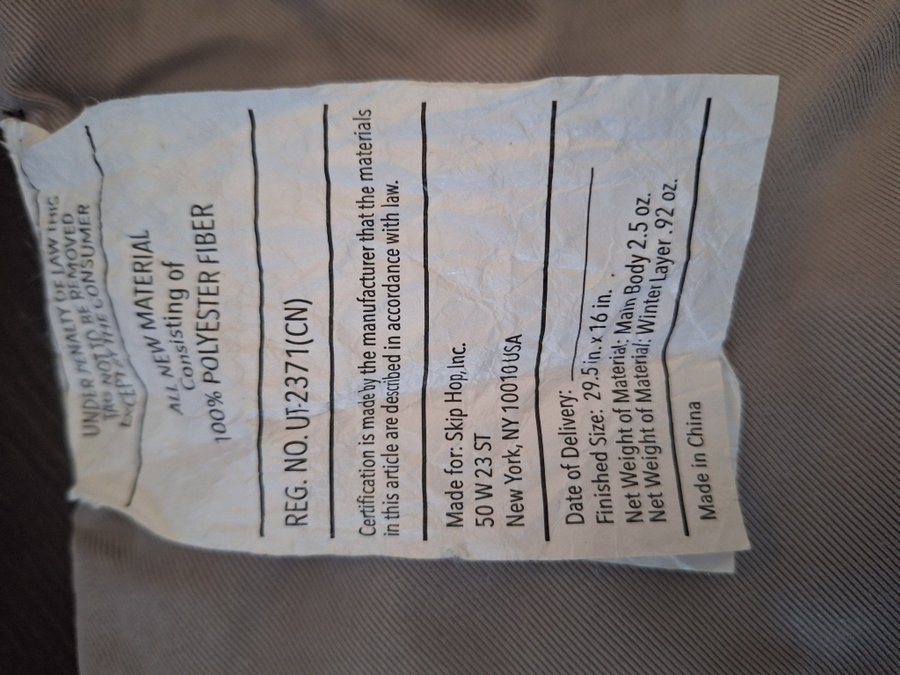 UNDER PENALTY OF LAW THIS
TAG NOT TO BE REMOVED
EXCEPT BY THE CONSUMER
ALL NEW MATERIAL
Consisting of
100% POLYESTER FIBER
REG. NO. UT-2371(CN)
Certification is made by the manufacturer that the materials
in this article are described in accordance with law.
Made for: Skip Hop,Inc.
50 W 23 ST
New York, NY 10010 USA
Date of Delivery:
Finished Size: 29.5 in. x 16 in.
Net Weight of Material: Main Body 2.5 oz.
Net Weight of Material: Winter Layer .92 oz.
Made in China